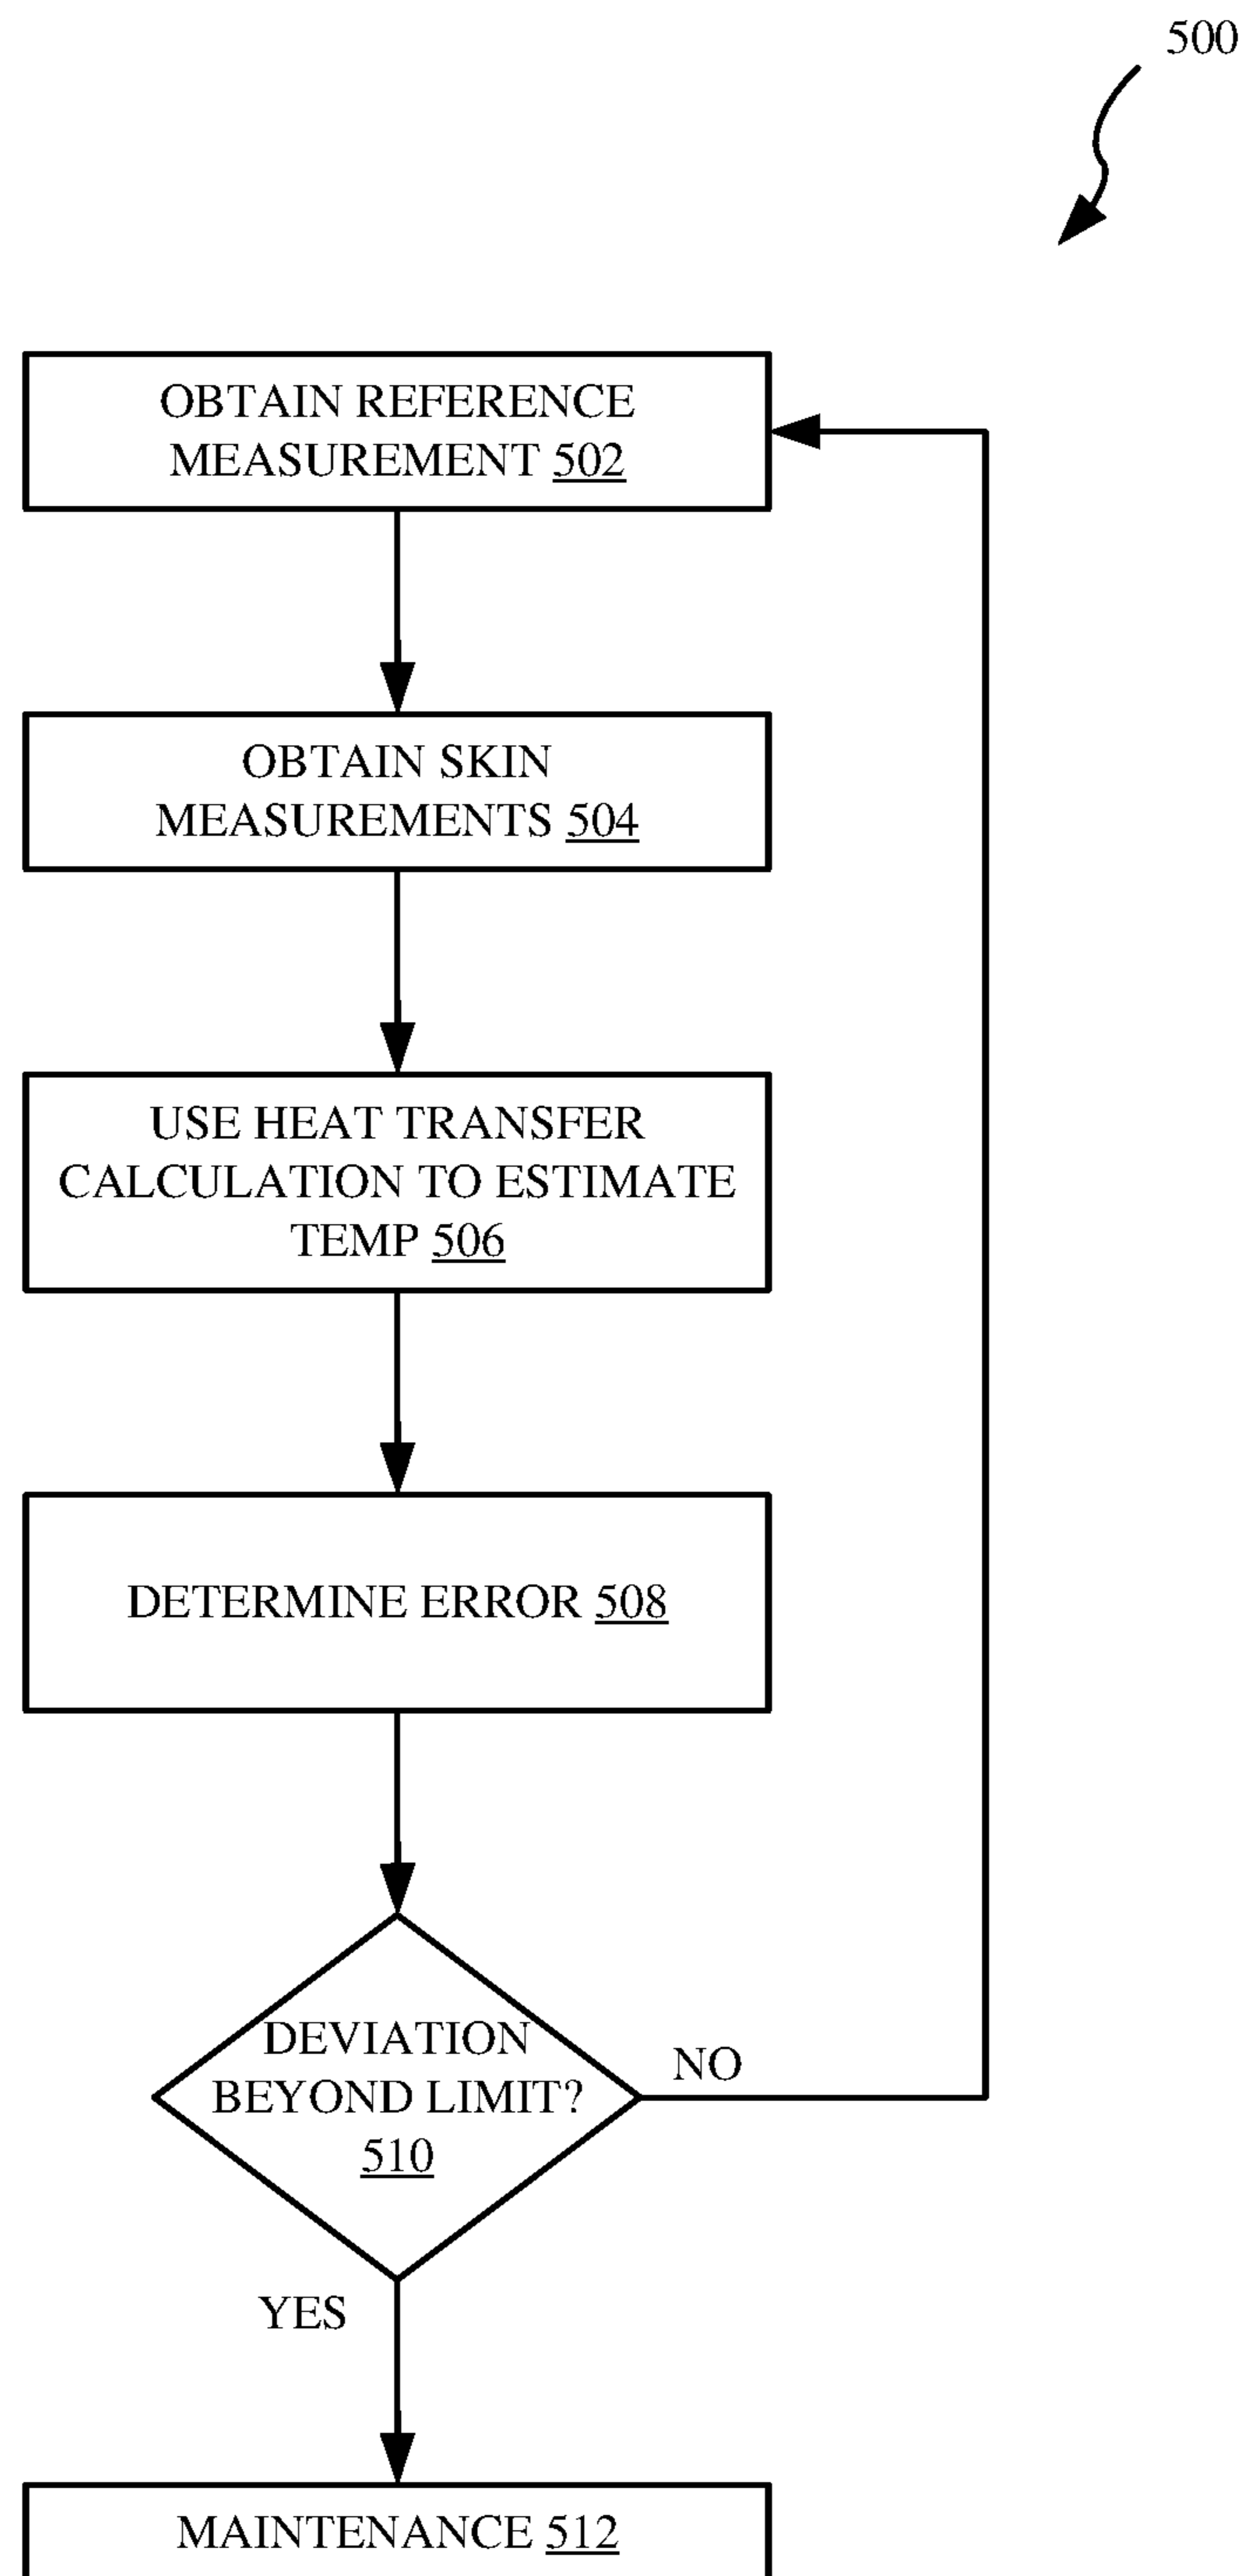 500
OBTAIN REFERENCE
MEASUREMENT 502
OBTAIN SKIN
MEASUREMENTS 504
USE HEAT TRANSFER
CALCULATION TO ESTIMATE
TEMP 506
DETERMINE ERROR 508
DEVIATION
BEYOND LIMIT?
510
NO
YES
MAINTENANCE 512